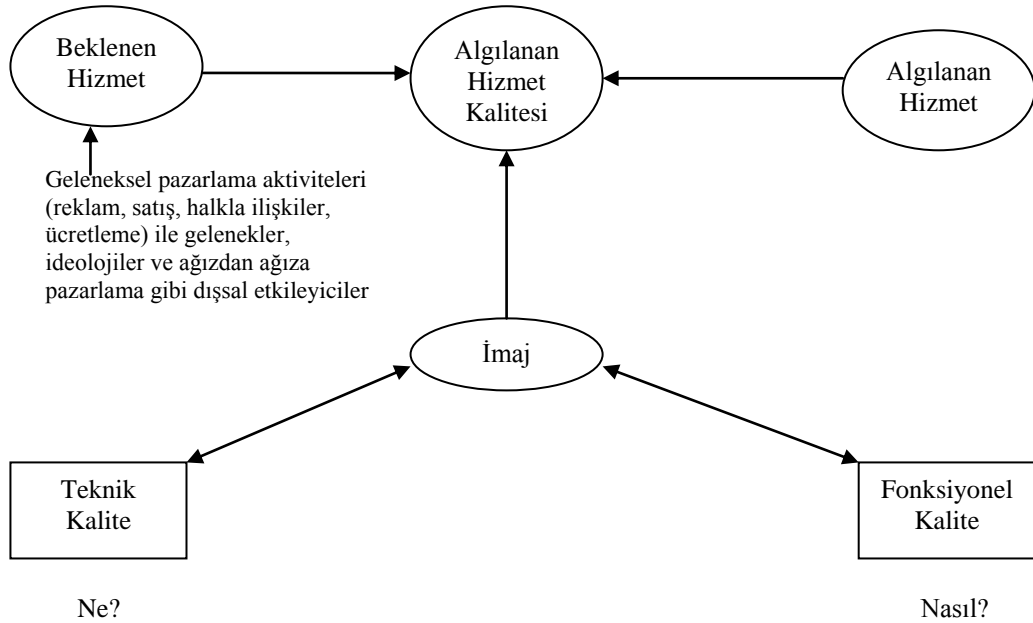 Beklenen
Hizmet
Algılanan
Hizmet
Kalitesi
Algılanan
Hizmet
Geleneksel pazarlama aktiviteleri
(reklam, satış, halkla ilişkiler,
ücretleme) ile gelenekler,
ideolojiler ve ağızdan ağıza
pazarlama gibi dışsal etkileyiciler
İmaj
Teknik
Kalite
Fonksiyonel
Kalite
Ne?
Nasıl?